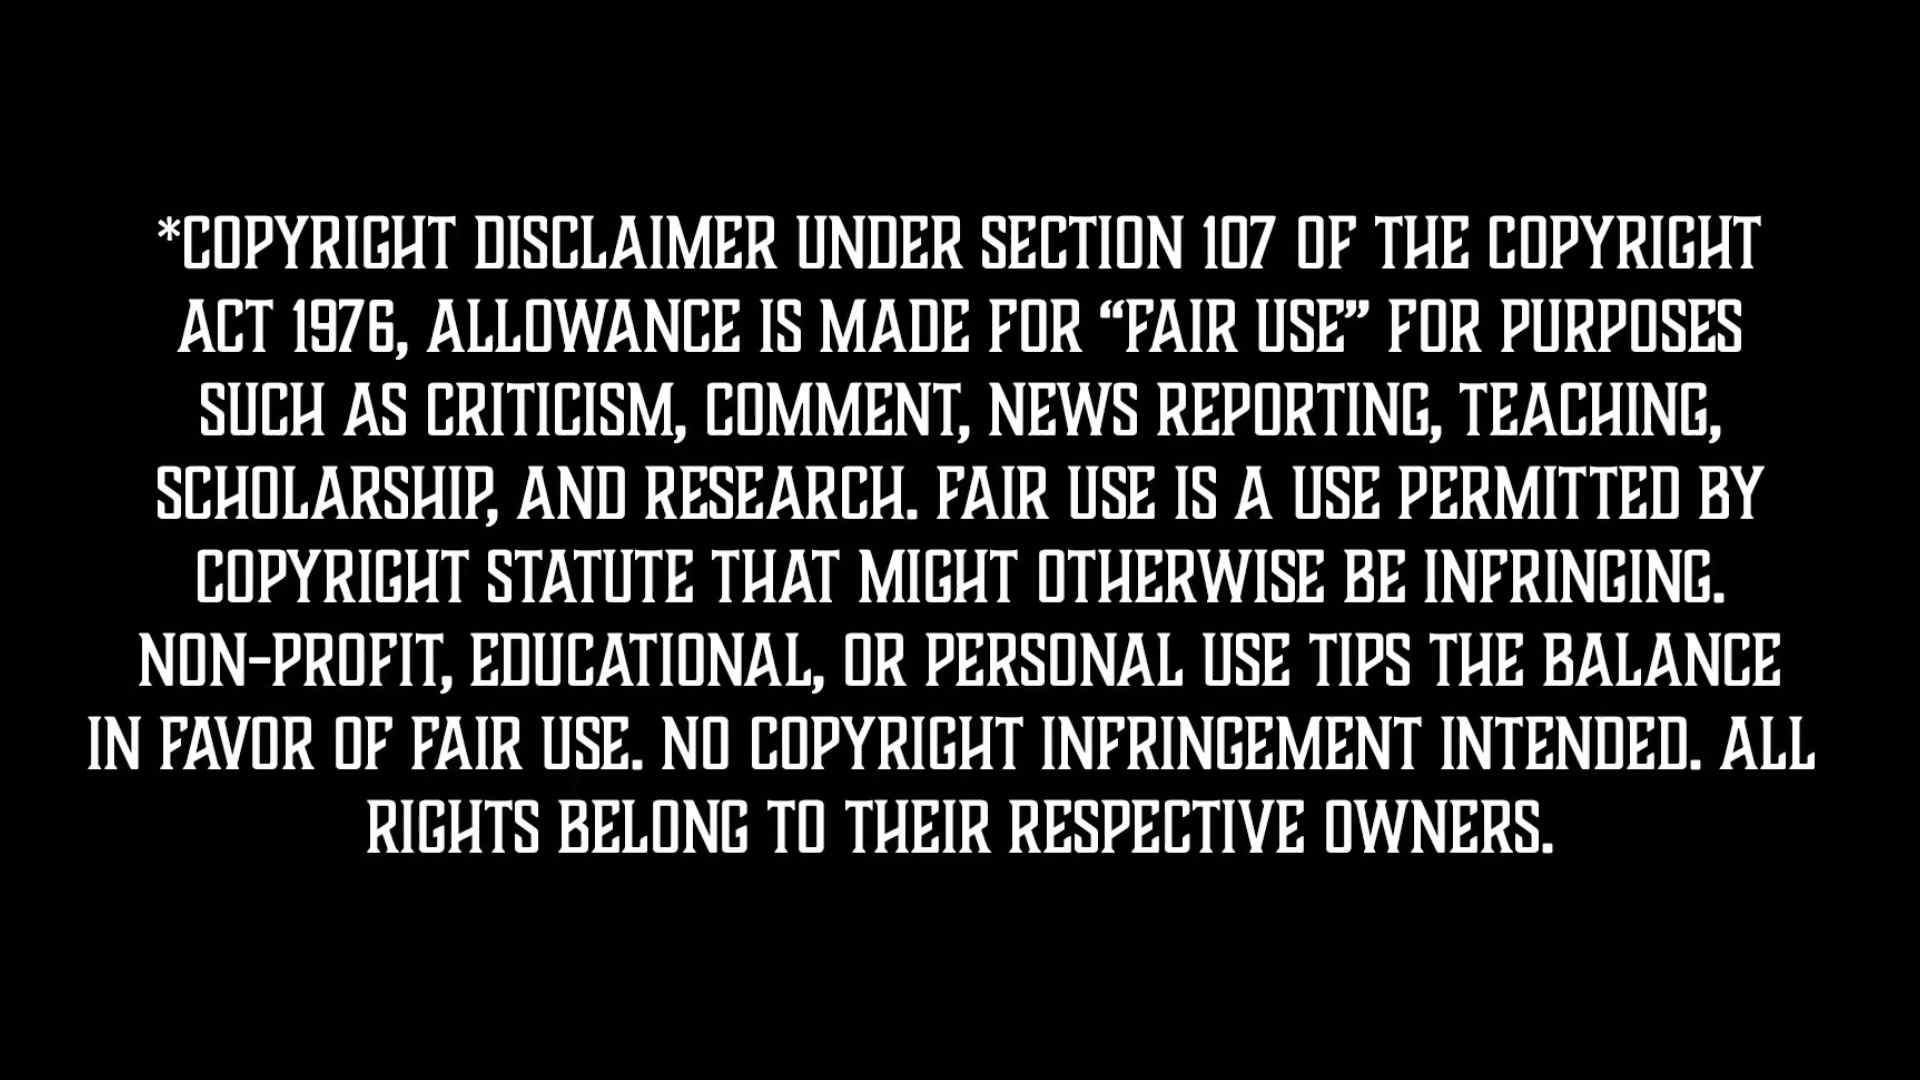 *COPYRIGHT DISCLAIMER UNDER SECTION 107 OF THE COPYRIGHT
ACT 1976, ALLOWANCE IS MADE FOR “FAIR USE” FOR PURPOSES
SUCH AS CRITICISM, COMMENT, NEWS REPORTING, TEACHING,
SCHOLARSHIP, AND RESEARCH. FAIR USE IS A USE PERMITTED BY
COPYRIGHT STATUTE THAT MIGHT OTHERWISE BE INFRINGING.
NON-PROFIT, EDUCATIONAL, OR PERSONAL USE TIPS THE BALANCE
IN FAVOR OF FAIR USE. NO COPYRIGHT INFRINGEMENT INTENDED. ALL
RIGHTS BELONG TO THEIR RESPECTIVE OWNERS.